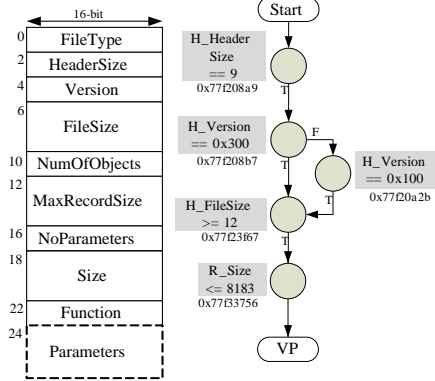 16-bit
0
FileType
2
HeaderSize
4
Version
6
FileSize
10
NumOfObjects
12
MaxRecordSize
16
NoParameters
18
Size
22
Function
24
Parameters
Start
H_Header
Size
== 9
0x77f208a9
T
H_Version
== 0x300
0x77f208b7
F
T
H_Version
== 0x100
0x77f20a2b
T
H_FileSize
>= 12
0x77f23f67
T
R_Size
<= 8183
0x77f33756
VP